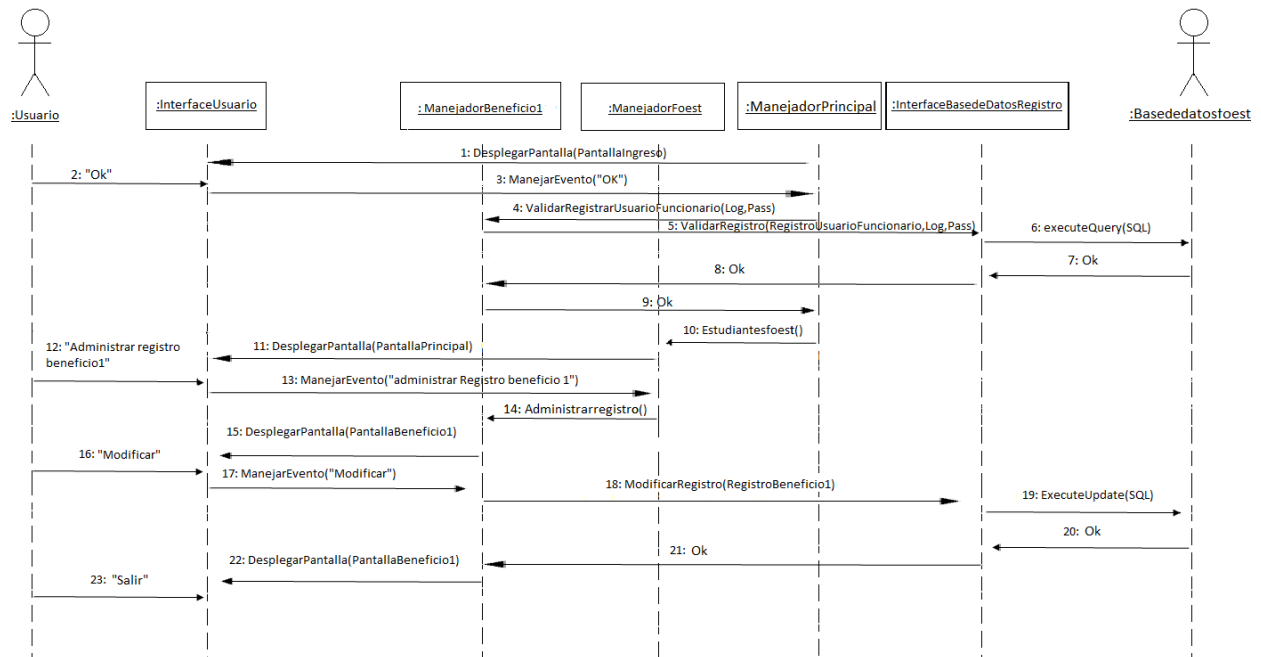 :Usuario
:InterfaceUsuario
: ManejadorBeneficio1
:ManejadorFoest
:ManejadorPrincipal
:InterfaceBasedeDatosRegistro
:Basededatosfoest
1: DesplegarPantalla(PantallaIngreso)
2: "Ok"
3: ManejarEvento("OK")
4: ValidarRegistrarUsuarioFuncionario(Log,Pass)
5: ValidarRegistro(RegistroUsuarioFuncionario,Log,Pass)
6: executeQuery(SQL)
7: Ok
8: Ok
9: Ok
10: Estudiantesfoest()
11: DesplegarPantalla(PantallaPrincipal)
12: "Administrar registro
beneficio1"
13: ManejarEvento("administrar Registro beneficio 1")
14: Administrarregistro()
15: DesplegarPantalla(PantallaBeneficio1)
16: "Modificar"
17: ManejarEvento("Modificar")
18: ModificarRegistro(RegistroBeneficio1)
19: ExecuteUpdate(SQL)
20: Ok
21: Ok
22: DesplegarPantalla(PantallaBeneficio1)
23: "Salir"